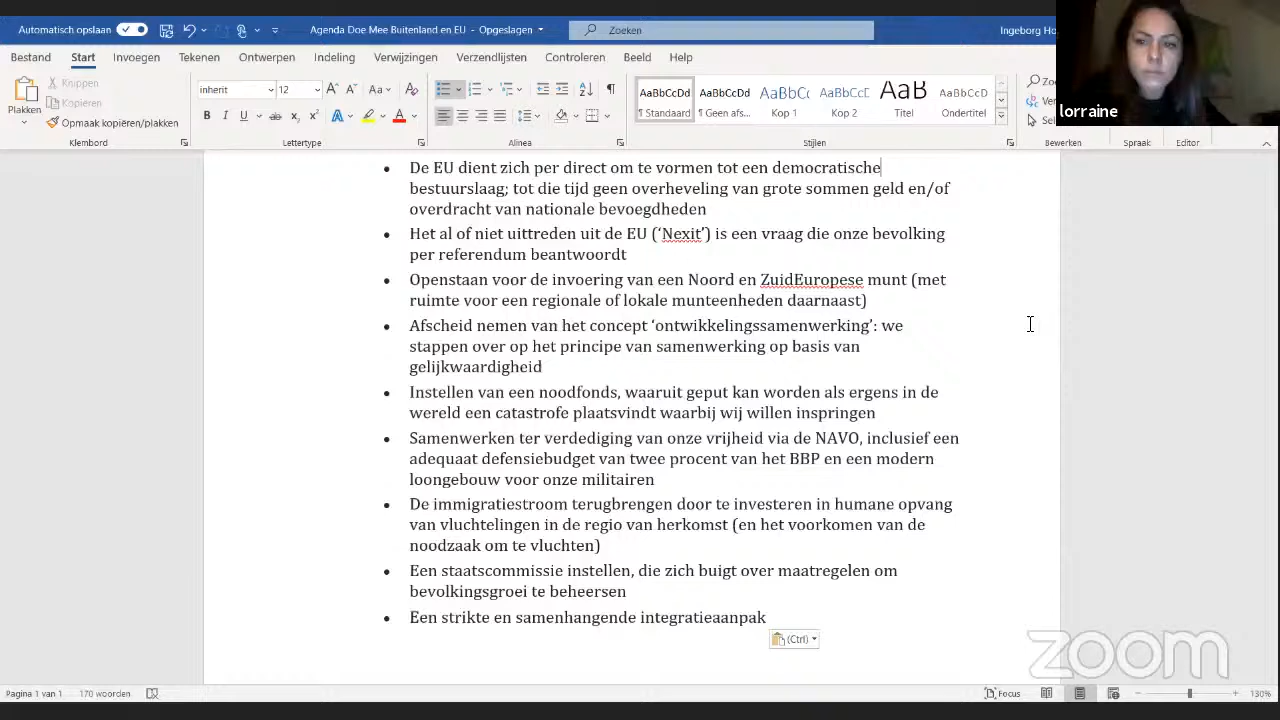 Automatisch opslaan
Agenda Doe Mee Buitenland en EU - Opgeslagen
Zoeken
Ingeborg Ho
lorraine
Bestand Start Invoegen Tekenen Ontwerpen Indeling Verwijzingen Verzendlijsten Controleren Beeld Help
Plakken
Knippen
Kopiëren
Opmaak kopiëren/plakken
inherit
12
AaBbCcDd AaBbCcDd AaBbCc AaBbCcD AaB AaBbCcD
¶ Standaard ¶ Geen afs... Kop 1 Kop 2 Titel Ondertitel
Zo
Ve
Sel
Klembord Lettertype Alinea Stijlen Bewerken Spraak Editor
• De EU dient zich per direct om te vormen tot een democratische
bestuurslaag; tot die tijd geen overheveling van grote sommen geld en/of
overdracht van nationale bevoegdheden
• Het al of niet uittreden uit de EU (‘Nexit’) is een vraag die onze bevolking
per referendum beantwoordt
• Openstaan voor de invoering van een Noord en ZuidEuropese munt (met
ruimte voor een regionale of lokale munteenheden daarnaast)
• Afscheid nemen van het concept ‘ontwikkelingssamenwerking’: we
stappen over op het principe van samenwerking op basis van
gelijkwaardigheid
• Instellen van een noodfonds, waaruit geput kan worden als ergens in de
wereld een catastrofe plaatsvindt waarbij wij willen inspringen
• Samenwerken ter verdediging van onze vrijheid via de NAVO, inclusief een
adequaat defensiebudget van twee procent van het BBP en een modern
loongebouw voor onze militairen
• De immigratiestroom terugbrengen door te investeren in humane opvang
van vluchtelingen in de regio van herkomst (en het voorkomen van de
noodzaak om te vluchten)
• Een staatscommissie instellen, die zich buigt over maatregelen om
bevolkingsgroei te beheersen
• Een strikte en samenhangende integratieaanpak
(Ctrl)
zoom
Pagina 1 van 1 170 woorden
Focus
130%